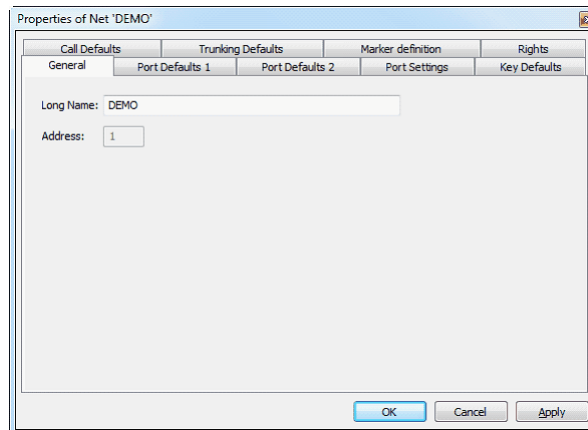 Properties of Net 'DEMO'
Call Defaults Trunking Defaults Marker definition Rights
General Port Defaults 1 Port Defaults 2 Port Settings Key Defaults
Long Name: DEMO
Address: 1
OK Cancel Apply